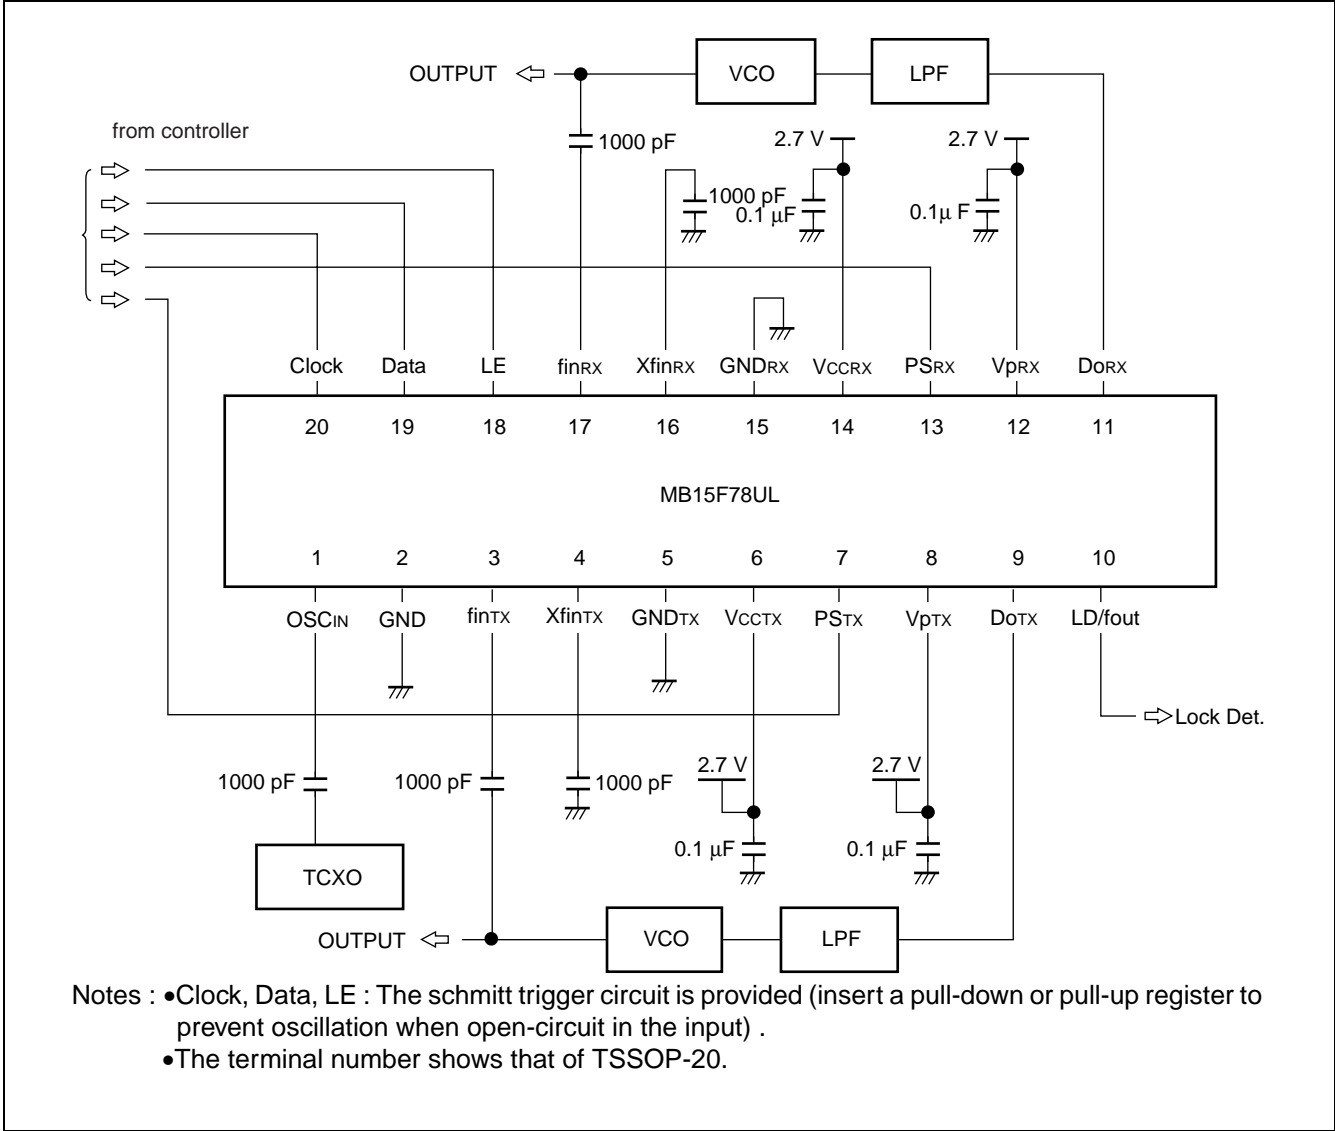 OUTPUT VCO LPF
from controller
1000 pF 2.7 V 2.7 V
1000 pF
0.1 μF 0.1μ F
Clock Data LE finRX XfinRX GNDRX VCCRX PSRX VpRX DoRX
20 19 18 17 16 15 14 13 12 11
MB15F78UL
1 2 3 4 5 6 7 8 9 10
OSCIN GND finTX XfinTX GNDTX VCCTX PSTX VpTX DoTX LD/fout
Lock Det.
2.7 V 2.7 V
1000 pF 1000 pF 1000 pF
0.1 μF 0.1 μF
TCXO
OUTPUT VCO LPF
Notes : •Clock, Data, LE : The schmitt trigger circuit is provided (insert a pull-down or pull-up register to
prevent oscillation when open-circuit in the input) .
•The terminal number shows that of TSSOP-20.